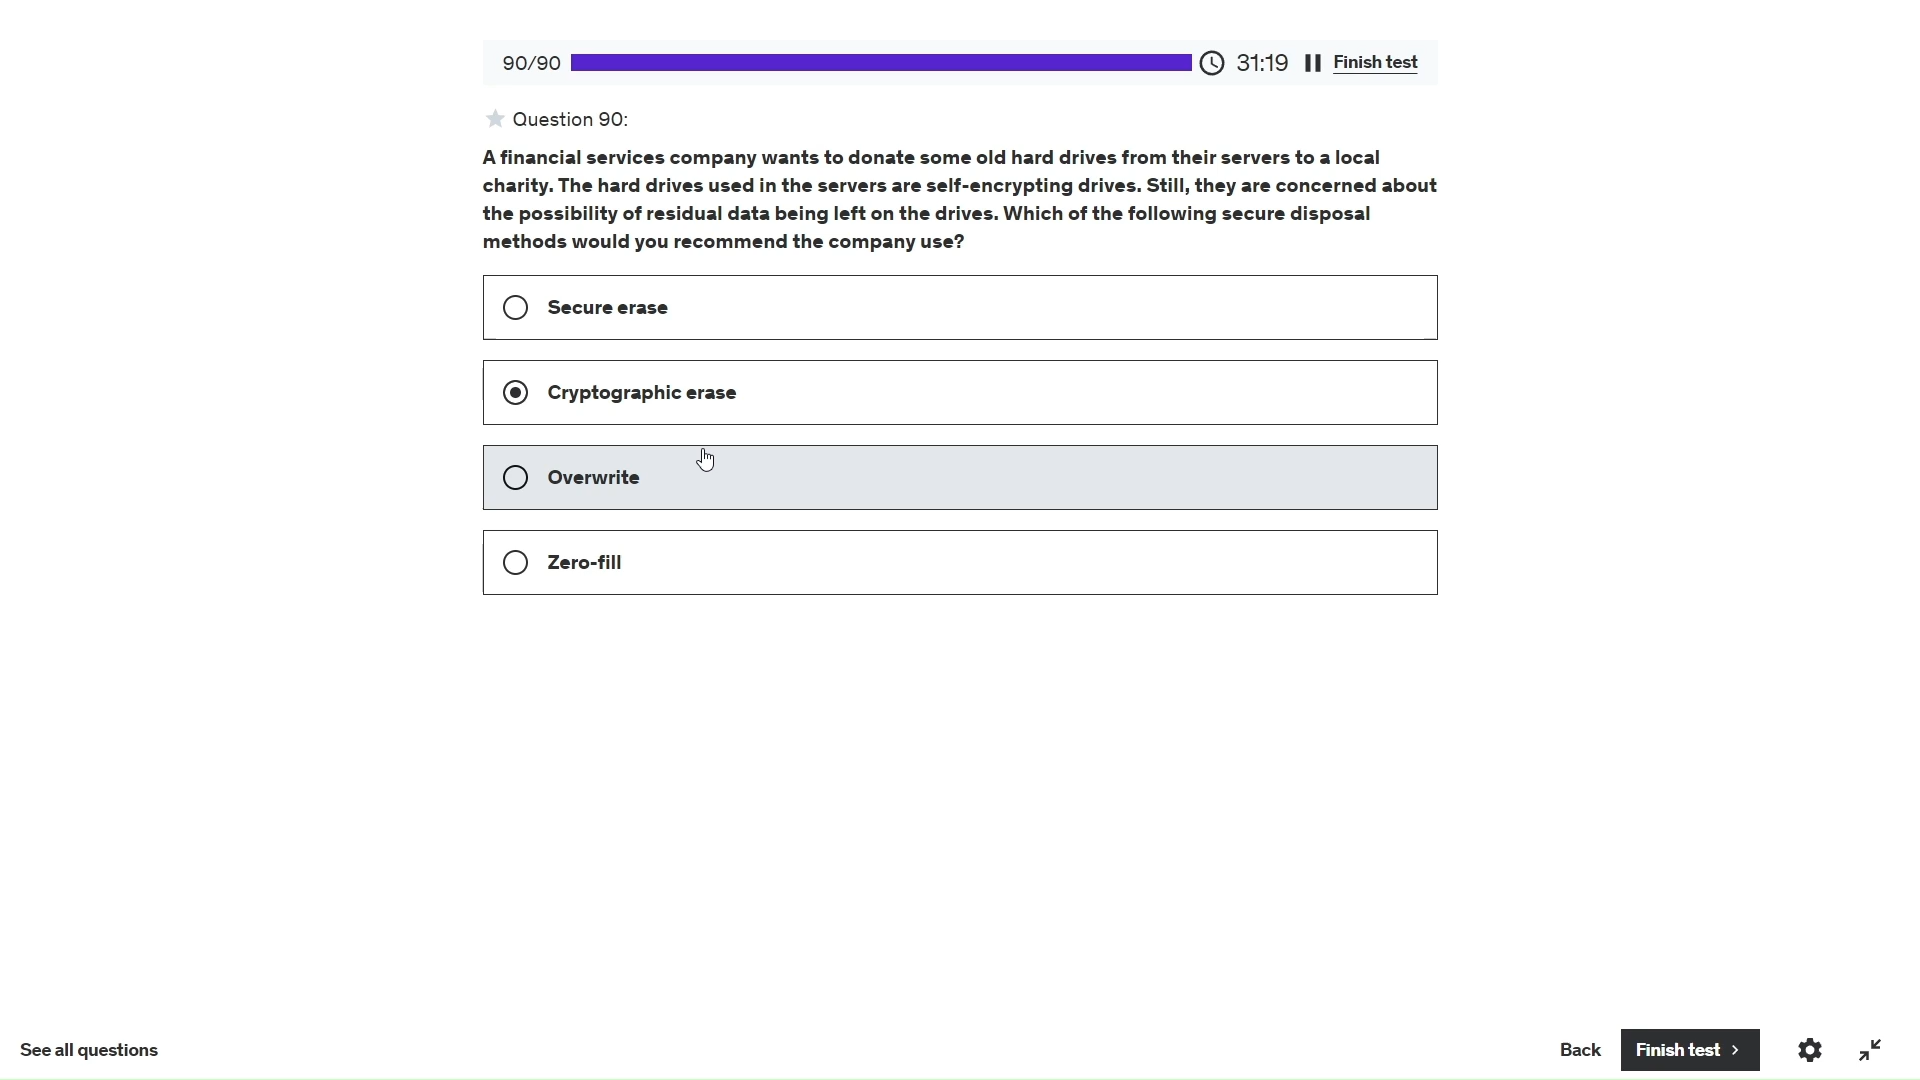 90/90
31:19
Finish test
Question 90:
A financial services company wants to donate some old hard drives from their servers to a local
charity. The hard drives used in the servers are self-encrypting drives. Still, they are concerned about
the possibility of residual data being left on the drives. Which of the following secure disposal
methods would you recommend the company use?
Secure erase
Cryptographic erase
Overwrite
Zero-fill
See all questions
Back
Finish test